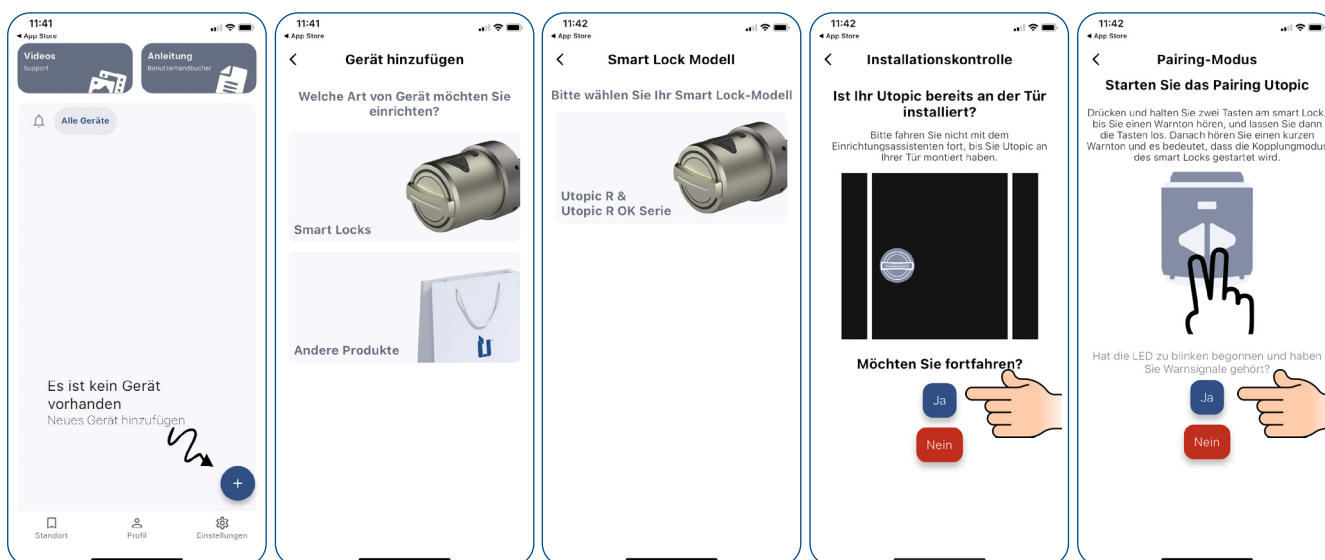 11:41
◀ App Store
Videos
Support
Anleitung
Benutzerhandbucher
Alle Geräte
Es ist kein Gerät
vorhanden
Neues Gerät hinzufügen
+
Standort
Profil
Einstellungen
11:41
◀ App Store
Gerät hinzufügen
Welche Art von Gerät möchten Sie
einrichten?
Smart Locks
Andere Produkte
11:42
◀ App Store
Smart Lock Modell
Bitte wählen Sie Ihr Smart Lock-Modell
Utopic R &
Utopic R OK Serie
11:42
◀ App Store
Installationskontrolle
Ist Ihr Utopic bereits an der Tür
installiert?
Bitte fahren Sie nicht mit dem
Einrichtungsassistenten fort, bis Sie Utopic an
Ihrer Tür montiert haben.
Möchten Sie fortfahren?
Ja
Nein
11:42
◀ App Store
Pairing-Modus
Starten Sie das Pairing Utopic
Drücken und halten Sie zwei Tasten am smart Lock,
bis Sie einen Warnton hören, und lassen Sie dann
die Tasten los. Danach hören Sie einen kurzen
Warnton und es bedeutet, dass die Kopplungmodus
des smart Locks gestartet wird.
Hat die LED zu blinken begonnen und haben
Sie Warnsignale gehört?
Ja
Nein